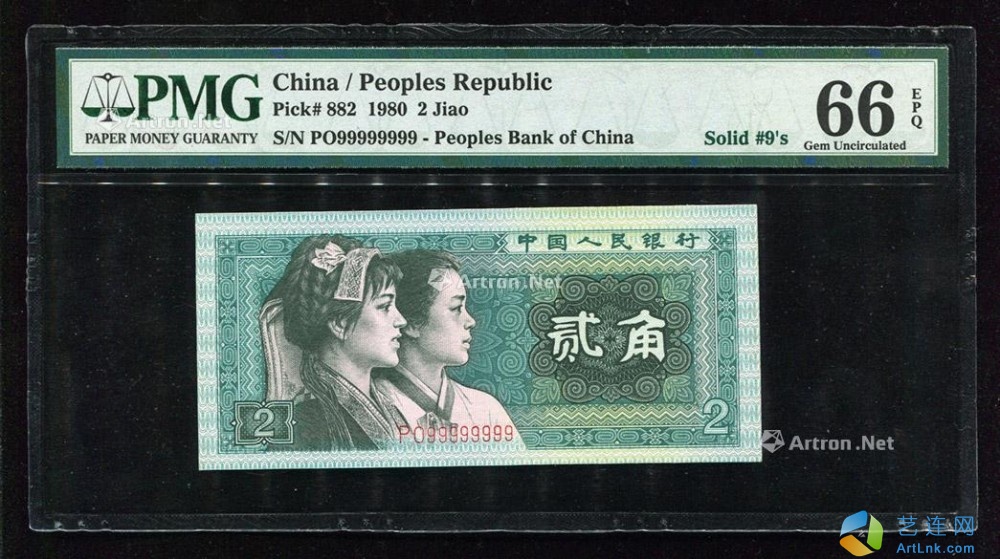 PMG
PAPER MONEY GUARANTY
China / Peoples Republic
Pick# 882 1980 2 Jiao
S/N PO99999999 - Peoples Bank of China
Solid #9's
66
EPQ
Gem Uncirculated
Artron.Net
中国人民银行
Artron.Net
贰角
2
PO99999999
2
Artron.Net
艺连网
ArtLnk.com